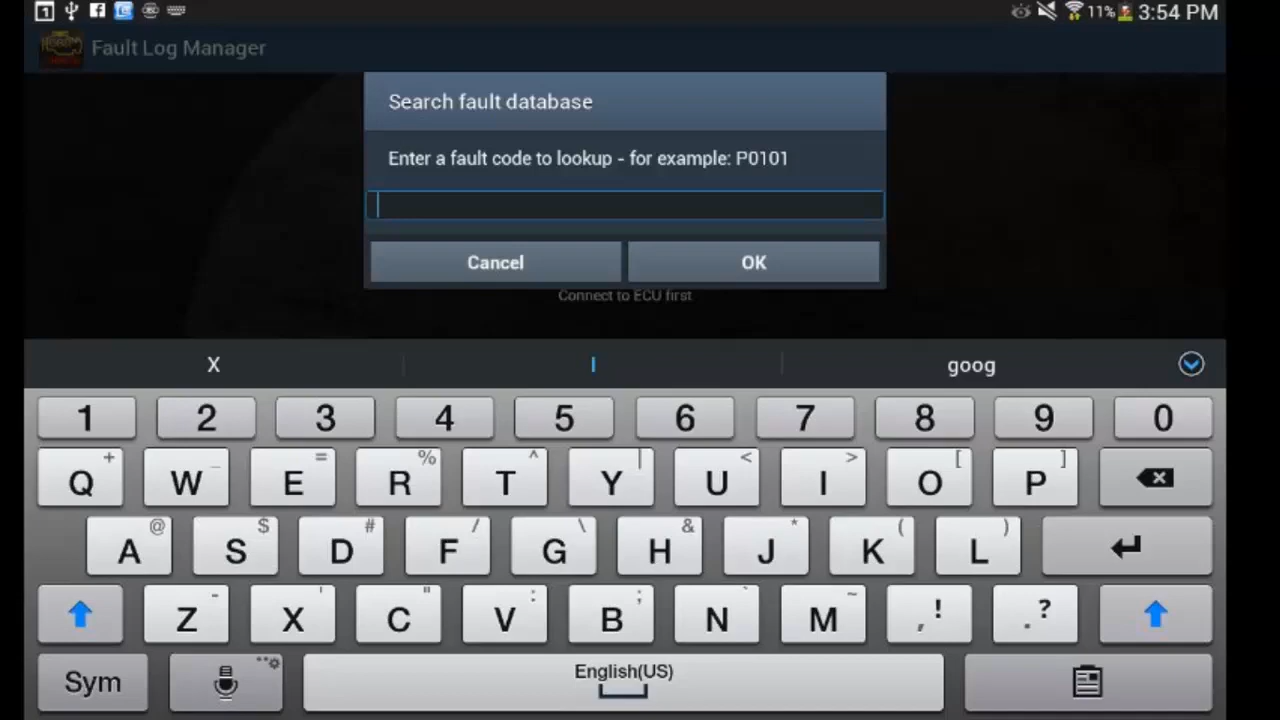 1 11% 3:54 PM
Fault Log Manager
Search fault database
Enter a fault code to lookup - for example: P0101
Cancel OK
Connect to ECU first
X I goog
1 2 3 4 5 6 7 8 9 0
+ _ = % ^ | < > [ ]
Q W E R T Y U I O P
@ $ # / \ & * ( )
A S D F G H J K L
- ' " : ; ` ~
Z X C V B N M , ! . ?
Sym English(US)